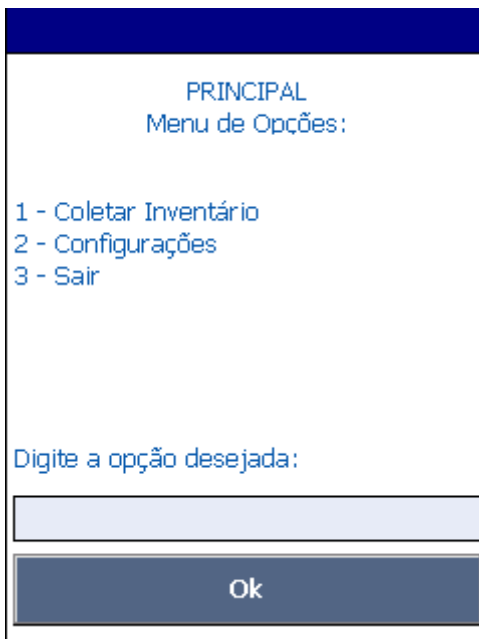 PRINCIPAL
Menu de Opções:
1 - Coletar Inventário
2 - Configurações
3 - Sair
Digite a opção desejada:
Ok